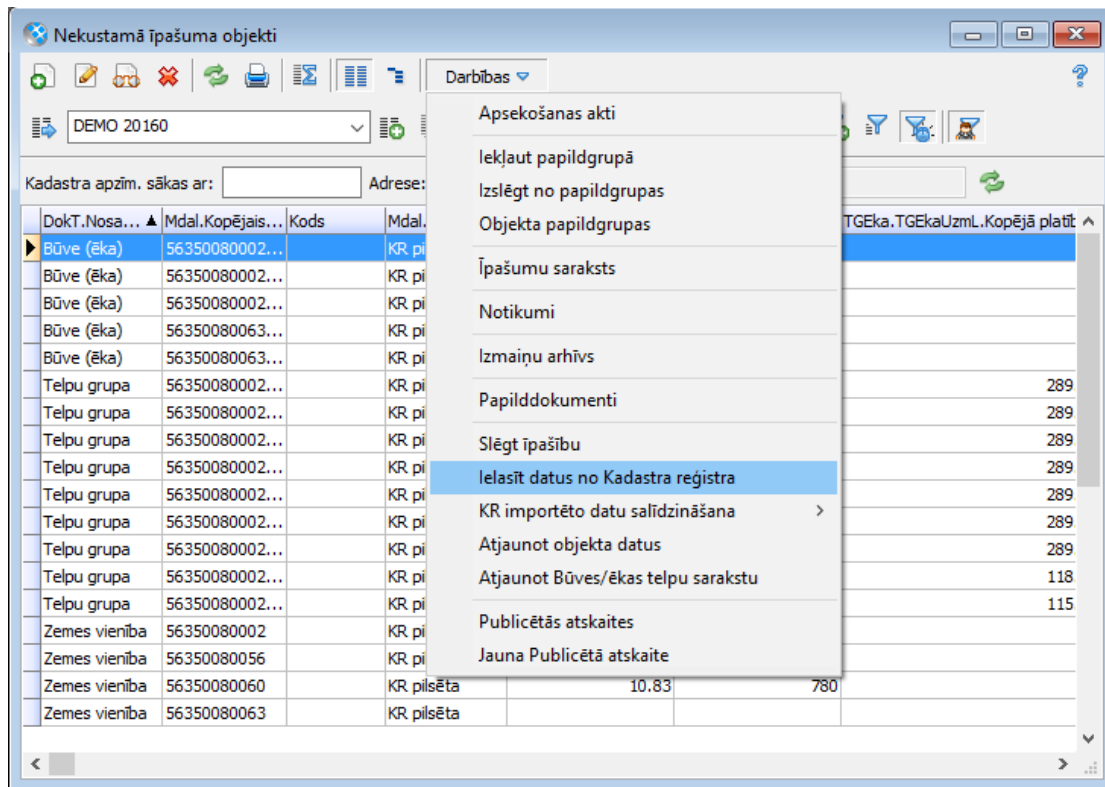 Nekustamā īpašuma objekti
Darbības
DEMO 20160
Kadastra apzīm. sākas ar: Adrese:
DokT.Nosa... Mdal.Kopējais... Kods Mdal. TGEka.TGEkaUzmL.Kopējā platīb
Būve (ēka) 56350080002... KR pi
Būve (ēka) 56350080002... KR pi
Būve (ēka) 56350080002... KR pi
Būve (ēka) 56350080063... KR pi
Būve (ēka) 56350080063... KR pi
Telpu grupa 56350080002... KR pi 289.
Telpu grupa 56350080002... KR pi 289.
Telpu grupa 56350080002... KR pi 289.
Telpu grupa 56350080002... KR pi 289.
Telpu grupa 56350080002... KR pi 289.
Telpu grupa 56350080002... KR pi 289.
Telpu grupa 56350080002... KR pi 289.
Telpu grupa 56350080002... KR pi 118.
Telpu grupa 56350080002... KR pi 115.
Zemes vienība 56350080002 KR pi
Zemes vienība 56350080056 KR pi
Zemes vienība 56350080060 KR pilsēta 10.83 780
Zemes vienība 56350080063 KR pilsēta
Apsekošanas akti
Iekļaut papildgrupā
Izslēgt no papildgrupas
Objekta papildgrupas
Īpašumu saraksts
Notikumi
Izmaiņu arhīvs
Papilddokumenti
Slēgt īpašību
Ielasīt datus no Kadastra reģistra
KR importēto datu salīdzināšana
Atjaunot objekta datus
Atjaunot Būves/ēkas telpu sarakstu
Publicētās atskaites
Jauna Publicētā atskaite